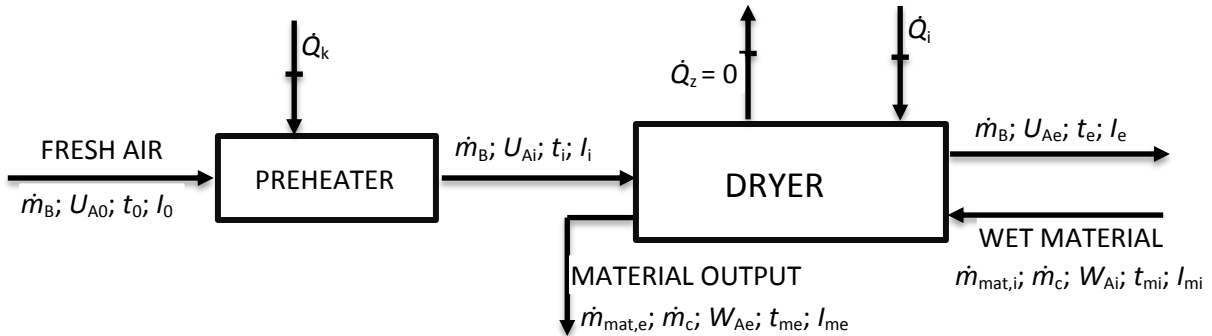 Q̇k
Q̇z = 0
Q̇i
FRESH AIR
ṁB; UA0; t0; I0
PREHEATER
ṁB; UAi; ti; Ii
DRYER
ṁB; UAe; te; Ie
WET MATERIAL
ṁmat,i; ṁc; WAi; tmi; Imi
MATERIAL OUTPUT
ṁmat,e; ṁc; WAe; tme; Ime